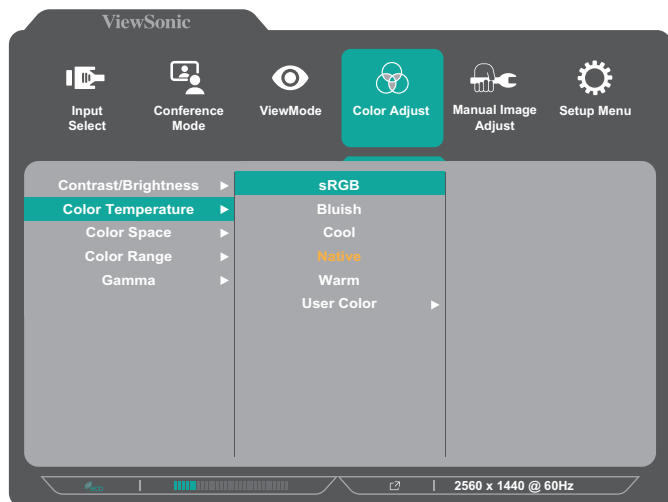 ViewSonic
Input Select
Conference Mode
ViewMode
Color Adjust
Manual Image Adjust
Setup Menu
Contrast/Brightness
Color Temperature
Color Space
Color Range
Gamma
sRGB
Bluish
Cool
Native
Warm
User Color
eco
2560 x 1440 @ 60Hz